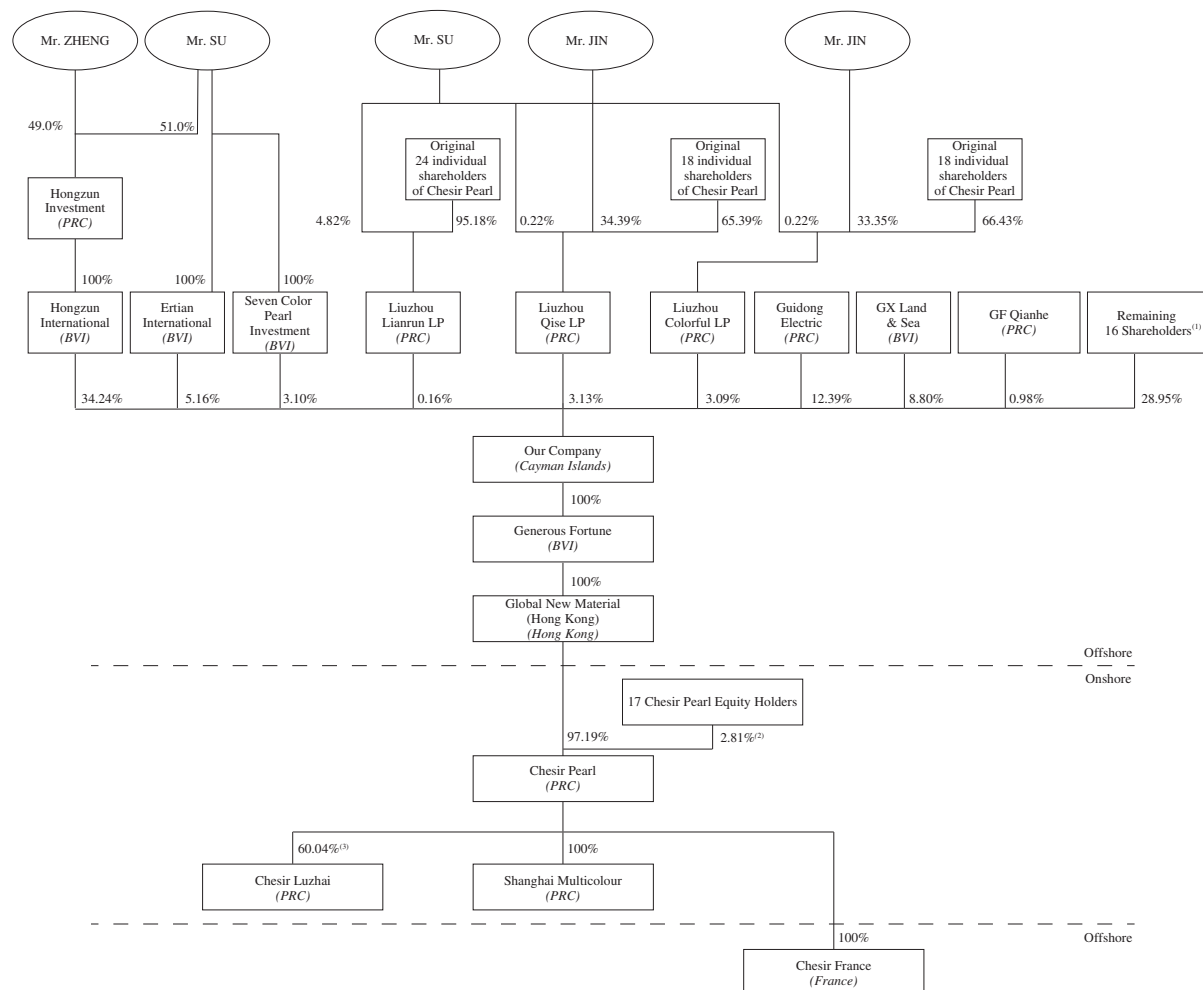 Mr. ZHENG
Mr. SU
Mr. SU
Mr. JIN
Mr. JIN
49.0%
51.0%
Original
24 individual
shareholders
of Chesir Pearl
Original
18 individual
shareholders
of Chesir Pearl
Original
18 individual
shareholders
of Chesir Pearl
Hongzun
Investment
(PRC)
4.82%
95.18%
0.22%
34.39%
65.39%
0.22%
33.35%
66.43%
100%
100%
100%
Hongzun
International
(BVI)
Ertian
International
(BVI)
Seven Color
Pearl
Investment
(BVI)
Liuzhou
Lianrun LP
(PRC)
Liuzhou
Qise LP
(PRC)
Liuzhou
Colorful LP
(PRC)
Guidong
Electric
(PRC)
GX Land
& Sea
(BVI)
GF Qianhe
(PRC)
Remaining
16 Shareholders(1)
34.24%
5.16%
3.10%
0.16%
3.13%
3.09%
12.39%
8.80%
0.98%
28.95%
Our Company
(Cayman Islands)
100%
Generous Fortune
(BVI)
100%
Global New Material
(Hong Kong)
(Hong Kong)
Offshore
Onshore
17 Chesir Pearl Equity Holders
97.19%
2.81%(2)
Chesir Pearl
(PRC)
60.04%(3)
100%
Chesir Luzhai
(PRC)
Shanghai Multicolour
(PRC)
Offshore
100%
Chesir France
(France)